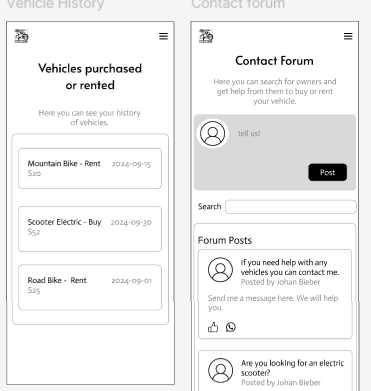 Vehicle History
Vehicles purchased
or rented
Here you can see your history
of vehicles.
Mountain Bike - Rent 2024-09-15
$20
Scooter Electric - Buy 2024-09-30
$52
Road Bike - Rent 2024-09-01
$25
Contact forum
Contact Forum
Here you can search for owners and
get help from them to buy or rent
your vehicle.
tell us!
Post
Search
Forum Posts
If you need help with any
vehicles you can contact me.
Posted by Johan Bieber
Send me a message here. We will help
you.
Are you looking for an electric
scooter?
Posted by Johan Bieber